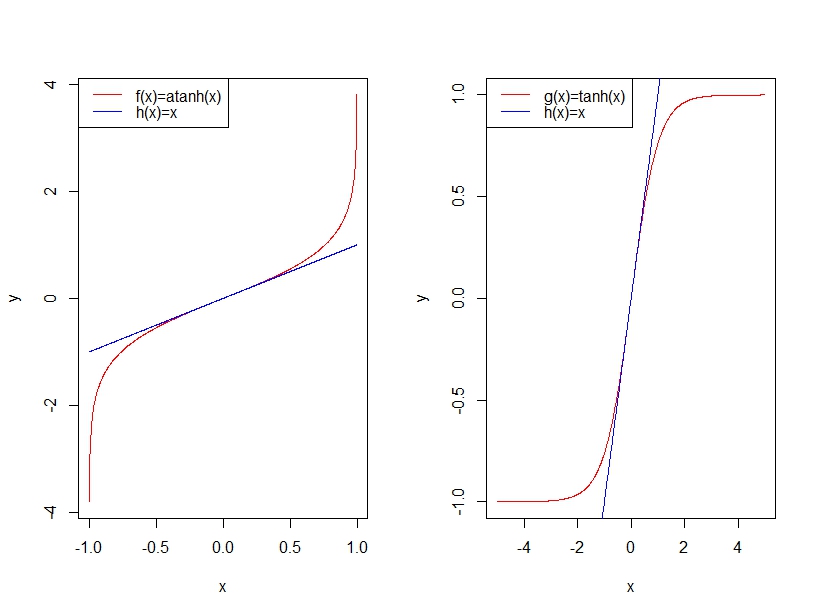 f(x)=atanh(x)
h(x)=x
4
2
0
-2
-4
y
-1.0 -0.5 0.0 0.5 1.0
x
g(x)=tanh(x)
h(x)=x
1.0
0.5
0.0
-0.5
-1.0
y
-4 -2 0 2 4
x